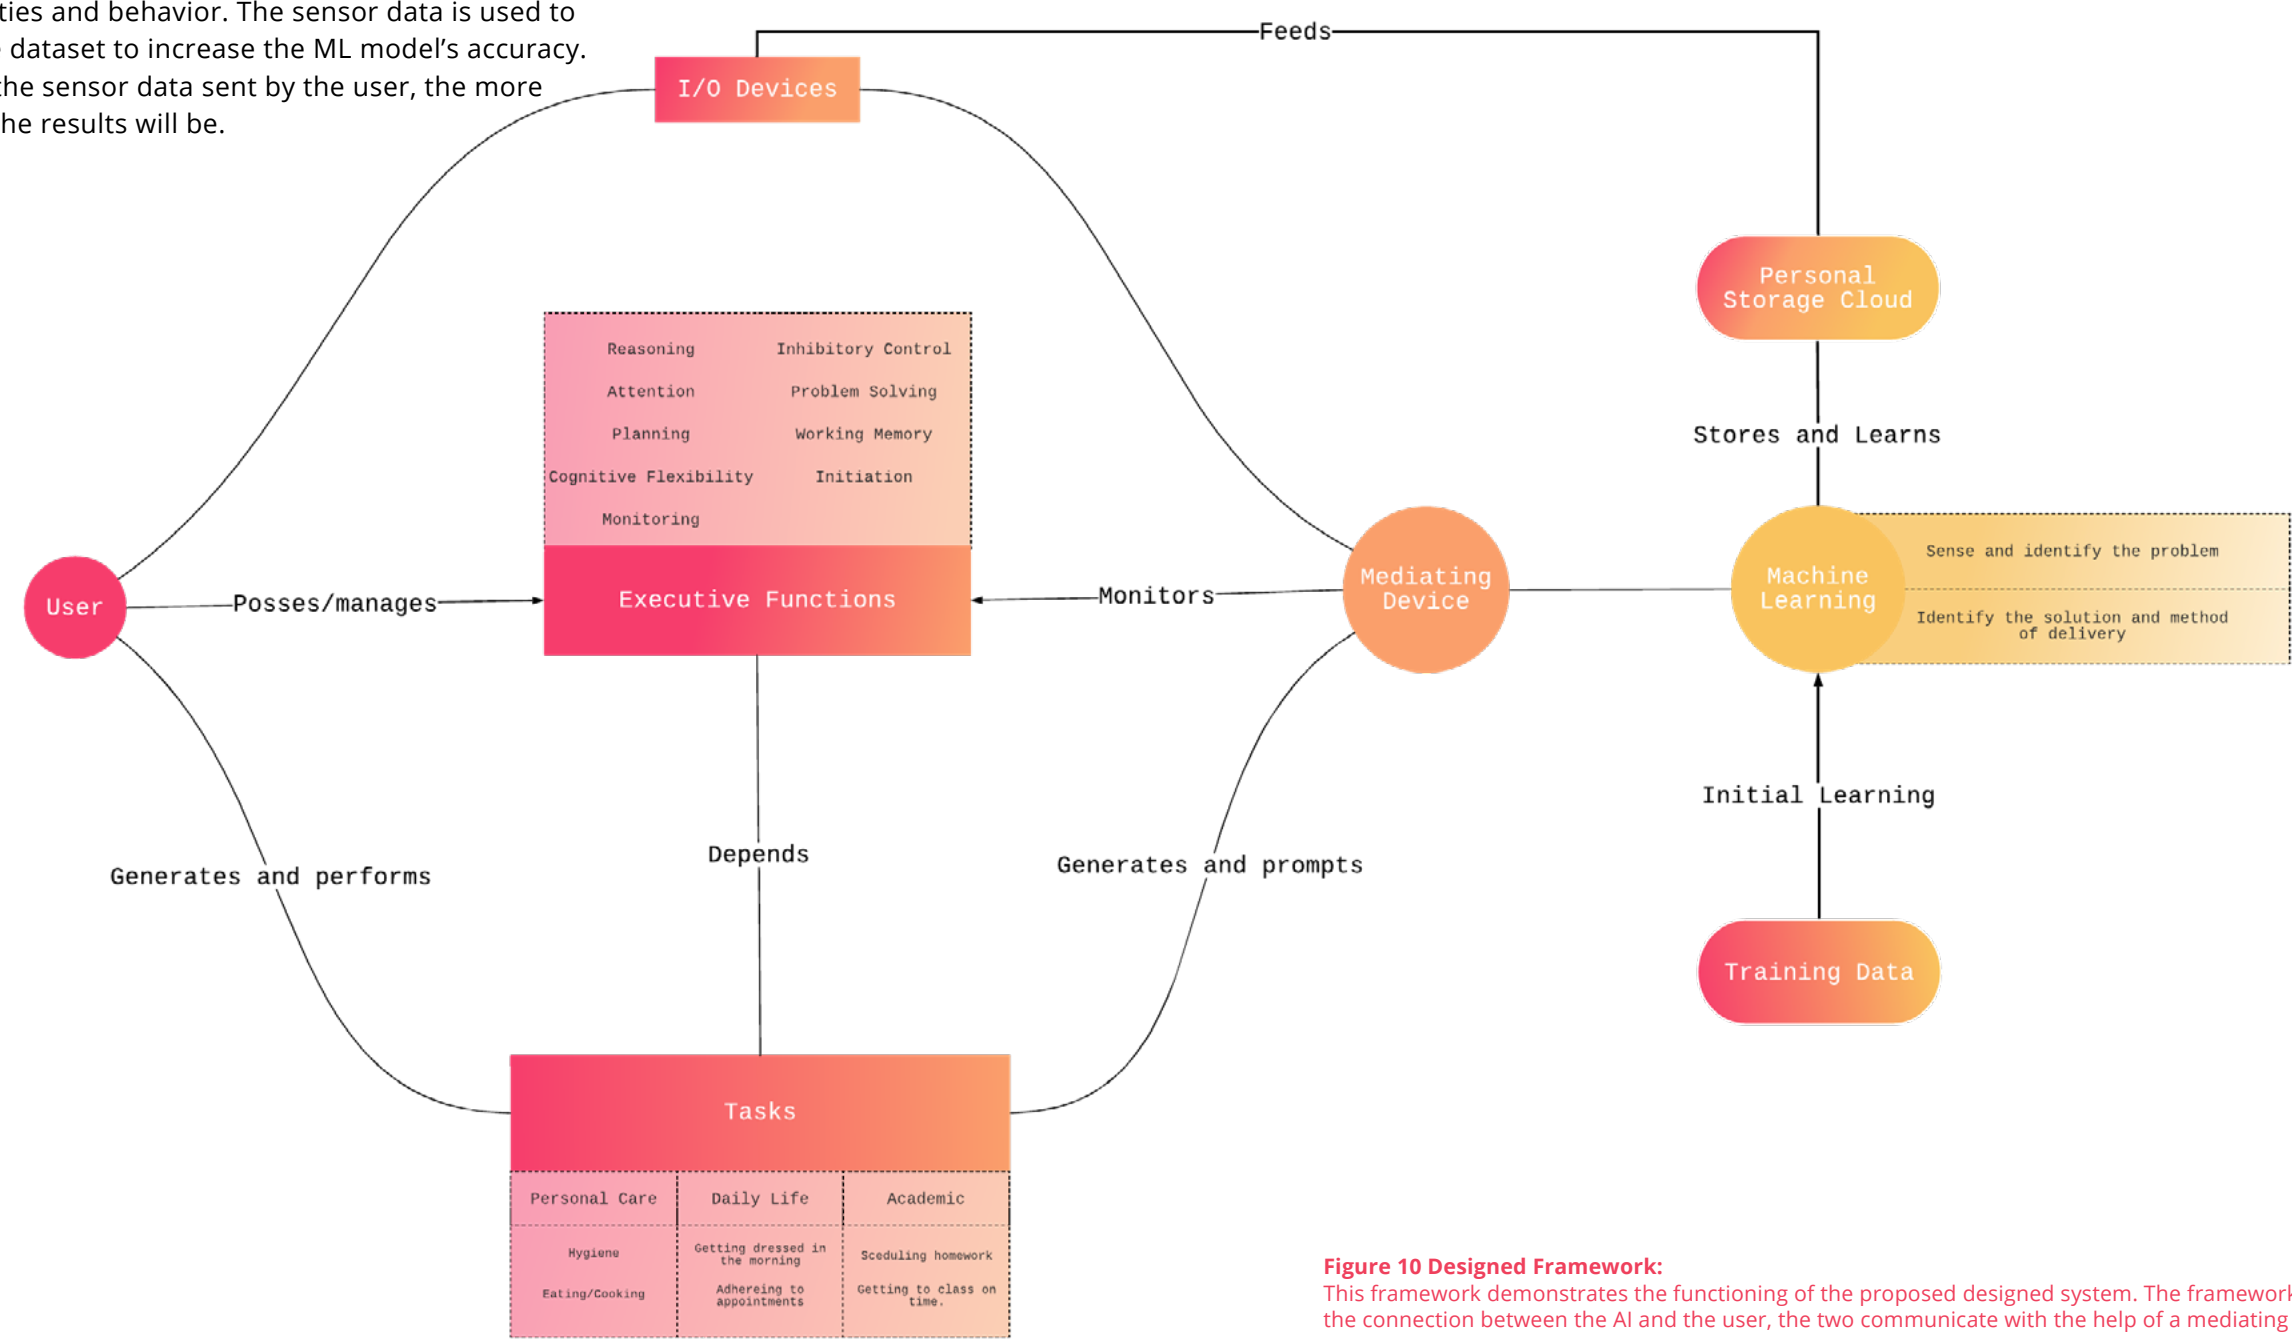 ties and behavior. The sensor data is used to
dataset to increase the ML model’s accuracy.
the sensor data sent by the user, the more
he results will be.
Feeds
I/O Devices
Personal
Storage Cloud
Reasoning
Inhibitory Control
Attention
Problem Solving
Planning
Working Memory
Cognitive Flexibility
Initiation
Monitoring
Stores and Learns
User
Posses/manages
Executive Functions
Monitors
Mediating
Device
Machine
Learning
Sense and identify the problem
Identify the solution and method
of delivery
Initial Learning
Generates and performs
Depends
Generates and prompts
Training Data
Tasks
Personal Care
Daily Life
Academic
Hygiene
Getting dressed in
the morning
Sceduling homework
Eating/Cooking
Adhereing to
appointments
Getting to class on
time.
Figure 10 Designed Framework:
This framework demonstrates the functioning of the proposed designed system. The framework
the connection between the AI and the user, the two communicate with the help of a mediating